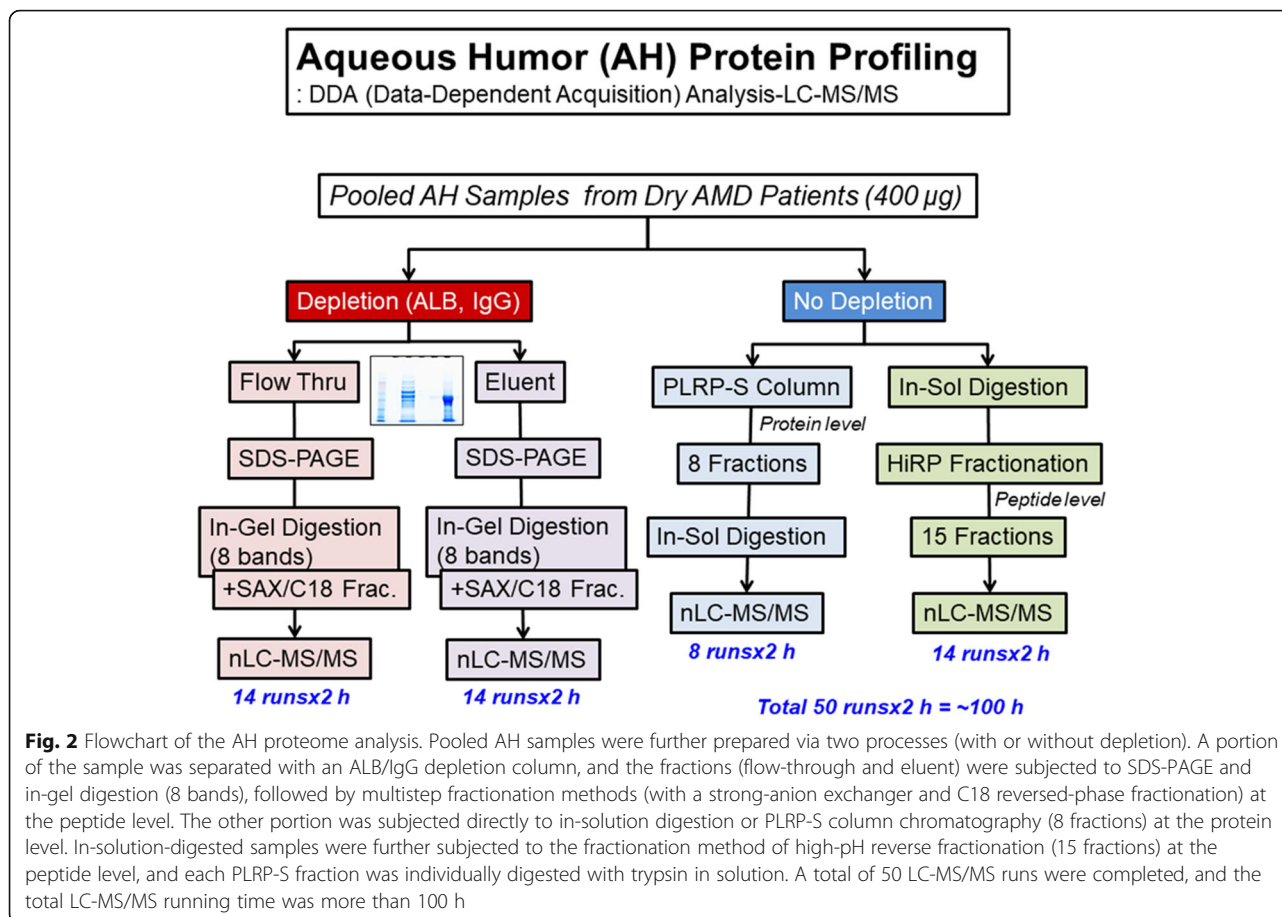 Aqueous Humor (AH) Protein Profiling
: DDA (Data-Dependent Acquisition) Analysis-LC-MS/MS
Pooled AH Samples from Dry AMD Patients (400 µg)
Depletion (ALB, IgG)
No Depletion
Flow Thru
Eluent
PLRP-S Column
In-Sol Digestion
Protein level
SDS-PAGE
SDS-PAGE
8 Fractions
HiRP Fractionation
Peptide level
In-Gel Digestion
(8 bands)
+SAX/C18 Frac.
In-Gel Digestion
(8 bands)
+SAX/C18 Frac.
In-Sol Digestion
15 Fractions
nLC-MS/MS
nLC-MS/MS
nLC-MS/MS
nLC-MS/MS
14 runsx2 h
14 runsx2 h
8 runsx2 h
14 runsx2 h
Total 50 runsx2 h = ~100 h
Fig. 2 Flowchart of the AH proteome analysis. Pooled AH samples were further prepared via two processes (with or without depletion). A portion
of the sample was separated with an ALB/IgG depletion column, and the fractions (flow-through and eluent) were subjected to SDS-PAGE and
in-gel digestion (8 bands), followed by multistep fractionation methods (with a strong-anion exchanger and C18 reversed-phase fractionation) at
the peptide level. The other portion was subjected directly to in-solution digestion or PLRP-S column chromatography (8 fractions) at the protein
level. In-solution-digested samples were further subjected to the fractionation method of high-pH reverse fractionation (15 fractions) at the
peptide level, and each PLRP-S fraction was individually digested with trypsin in solution. A total of 50 LC-MS/MS runs were completed, and the
total LC-MS/MS running time was more than 100 h